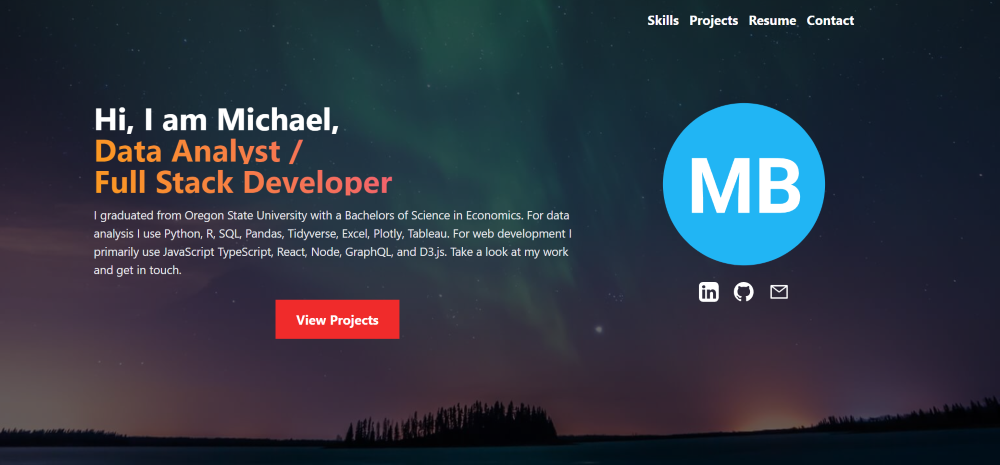 Skills Projects Resume Contact
Hi, I am Michael,
Data Analyst /
Full Stack Developer
I graduated from Oregon State University with a Bachelors of Science in Economics. For data
analysis I use Python, R, SQL, Pandas, Tidyverse, Excel, Plotly, Tableau. For web development I
primarily use JavaScript TypeScript, React, Node, GraphQL, and D3.js. Take a look at my work
and get in touch.
View Projects
MB
in